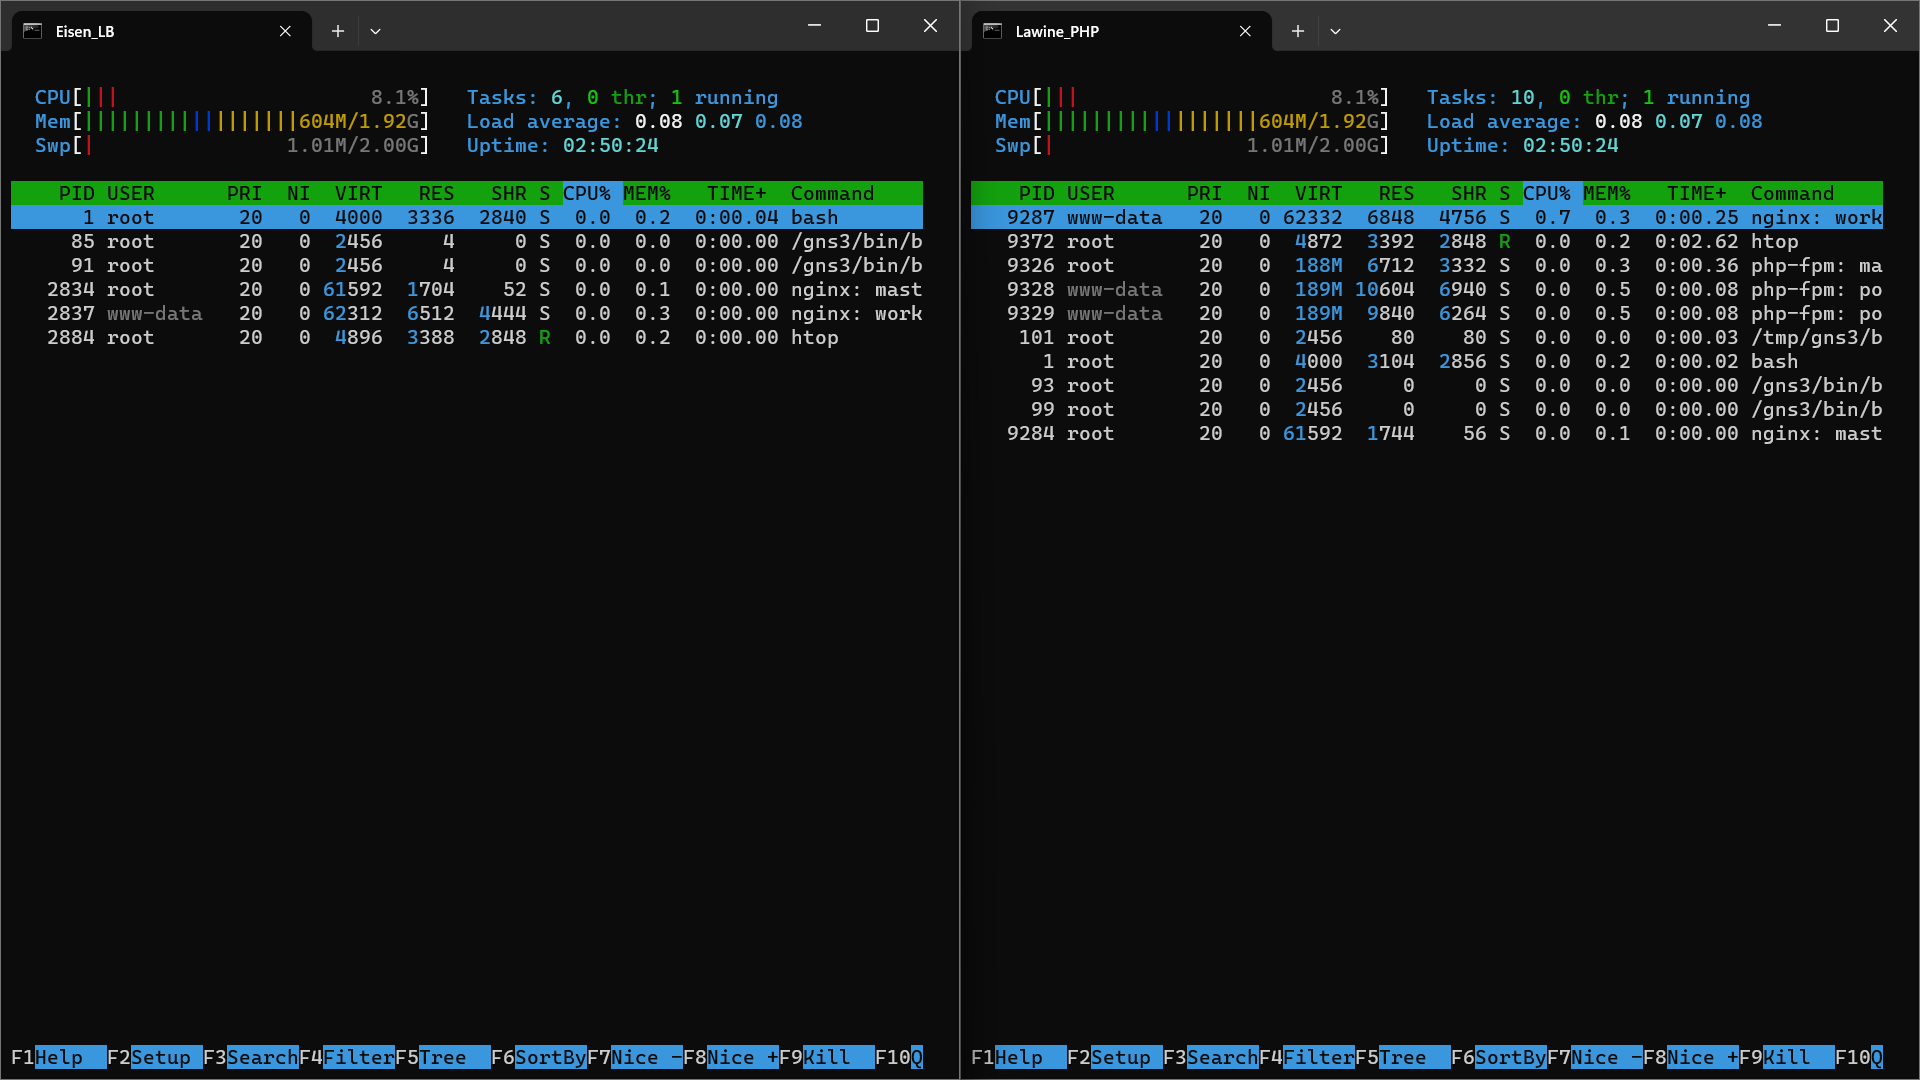 Eisen_LB
CPU[||| 8.1%] Tasks: 6, 0 thr; 1 running
Mem[||||||||||||||||||604M/1.92G] Load average: 0.08 0.07 0.08
Swp[| 1.01M/2.00G] Uptime: 02:50:24
PID USER PRI NI VIRT RES SHR S CPU% MEM% TIME+ Command
1 root 20 0 4000 3336 2840 S 0.0 0.2 0:00.04 bash
85 root 20 0 2456 4 0 S 0.0 0.0 0:00.00 /gns3/bin/b
91 root 20 0 2456 4 0 S 0.0 0.0 0:00.00 /gns3/bin/b
2834 root 20 0 61592 1704 52 S 0.0 0.1 0:00.00 nginx: mast
2837 www-data 20 0 62312 6512 4444 S 0.0 0.3 0:00.00 nginx: work
2884 root 20 0 4896 3388 2848 R 0.0 0.2 0:00.00 htop
F1Help F2Setup F3SearchF4FilterF5Tree F6SortByF7Nice -F8Nice +F9Kill F10Q
Lawine_PHP
CPU[||| 8.1%] Tasks: 10, 0 thr; 1 running
Mem[||||||||||||||||||604M/1.92G] Load average: 0.08 0.07 0.08
Swp[| 1.01M/2.00G] Uptime: 02:50:24
PID USER PRI NI VIRT RES SHR S CPU% MEM% TIME+ Command
9287 www-data 20 0 62332 6848 4756 S 0.7 0.3 0:00.25 nginx: work
9372 root 20 0 4872 3392 2848 R 0.0 0.2 0:02.62 htop
9326 root 20 0 188M 6712 3332 S 0.0 0.3 0:00.36 php-fpm: ma
9328 www-data 20 0 189M 10604 6940 S 0.0 0.5 0:00.08 php-fpm: po
9329 www-data 20 0 189M 9840 6264 S 0.0 0.5 0:00.08 php-fpm: po
101 root 20 0 2456 80 80 S 0.0 0.0 0:00.03 /tmp/gns3/b
1 root 20 0 4000 3104 2856 S 0.0 0.2 0:00.02 bash
93 root 20 0 2456 0 0 S 0.0 0.0 0:00.00 /gns3/bin/b
99 root 20 0 2456 0 0 S 0.0 0.0 0:00.00 /gns3/bin/b
9284 root 20 0 61592 1744 56 S 0.0 0.1 0:00.00 nginx: mast
F1Help F2Setup F3SearchF4FilterF5Tree F6SortByF7Nice -F8Nice +F9Kill F10Q